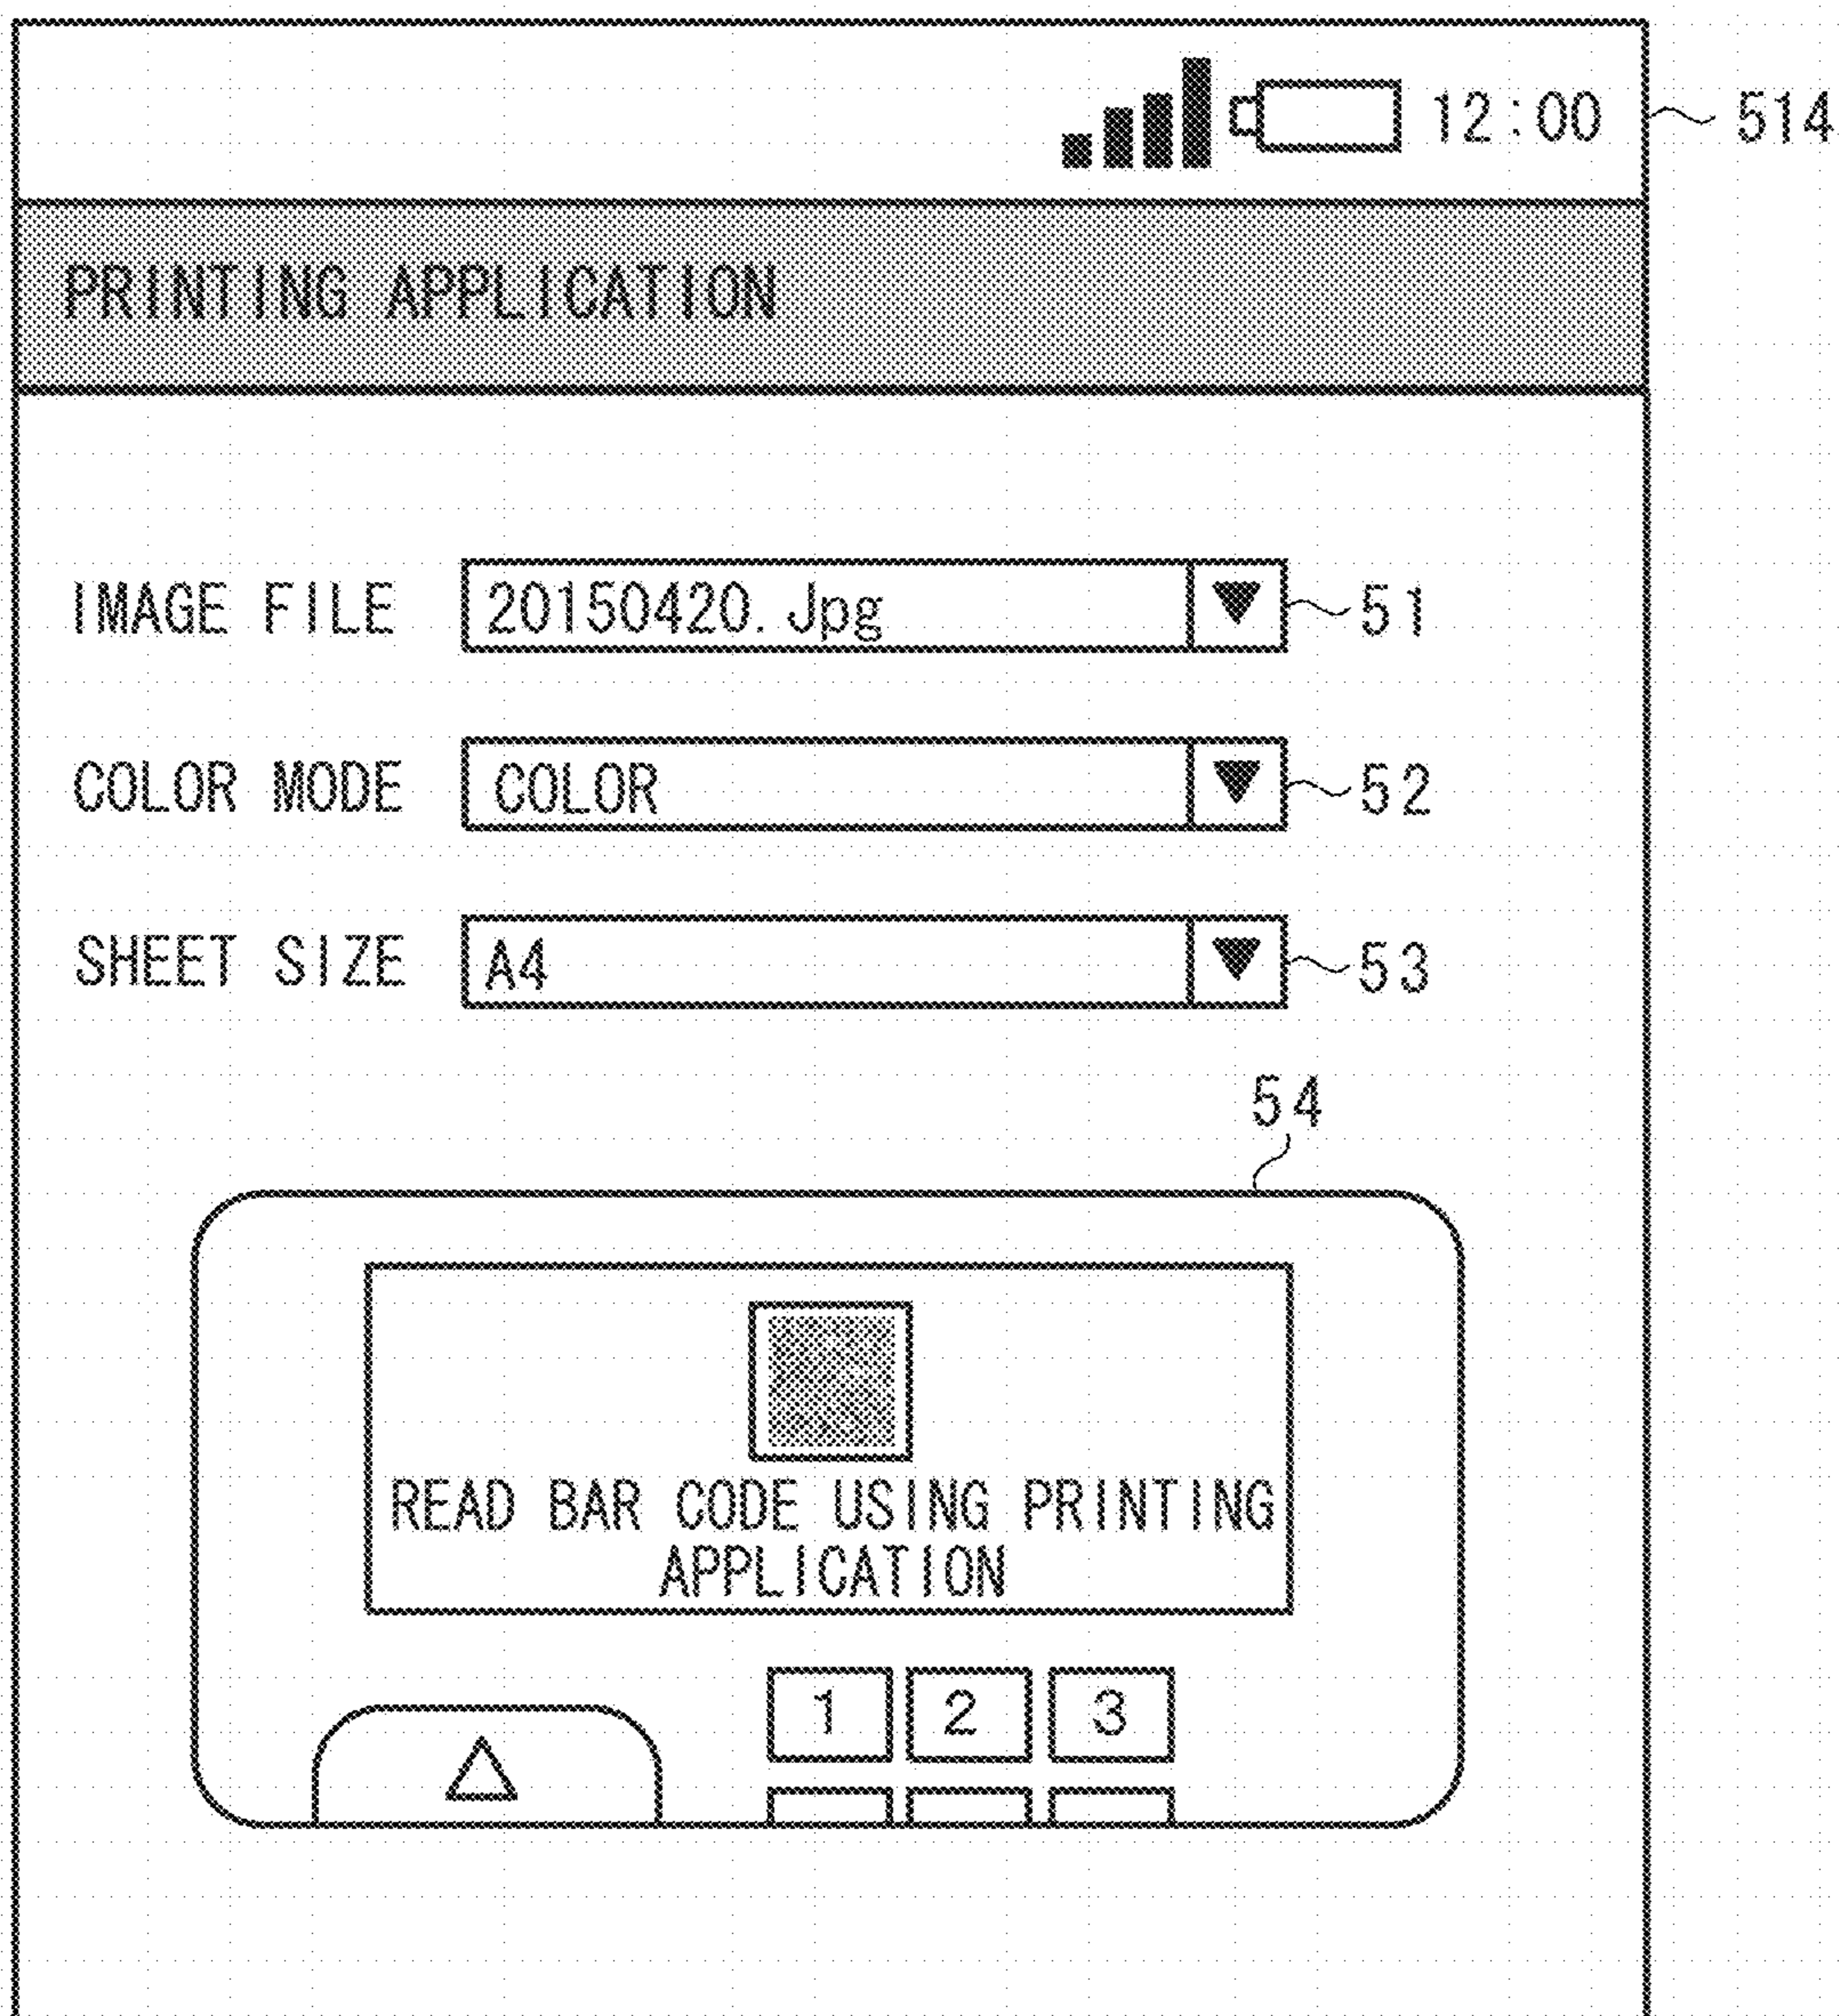 12:00 514
PRINTING APPLICATION
IMAGE FILE 20150420.Jpg 51
COLOR MODE COLOR 52
SHEET SIZE A4 53
54
READ BAR CODE USING PRINTING
APPLICATION
1 2 3